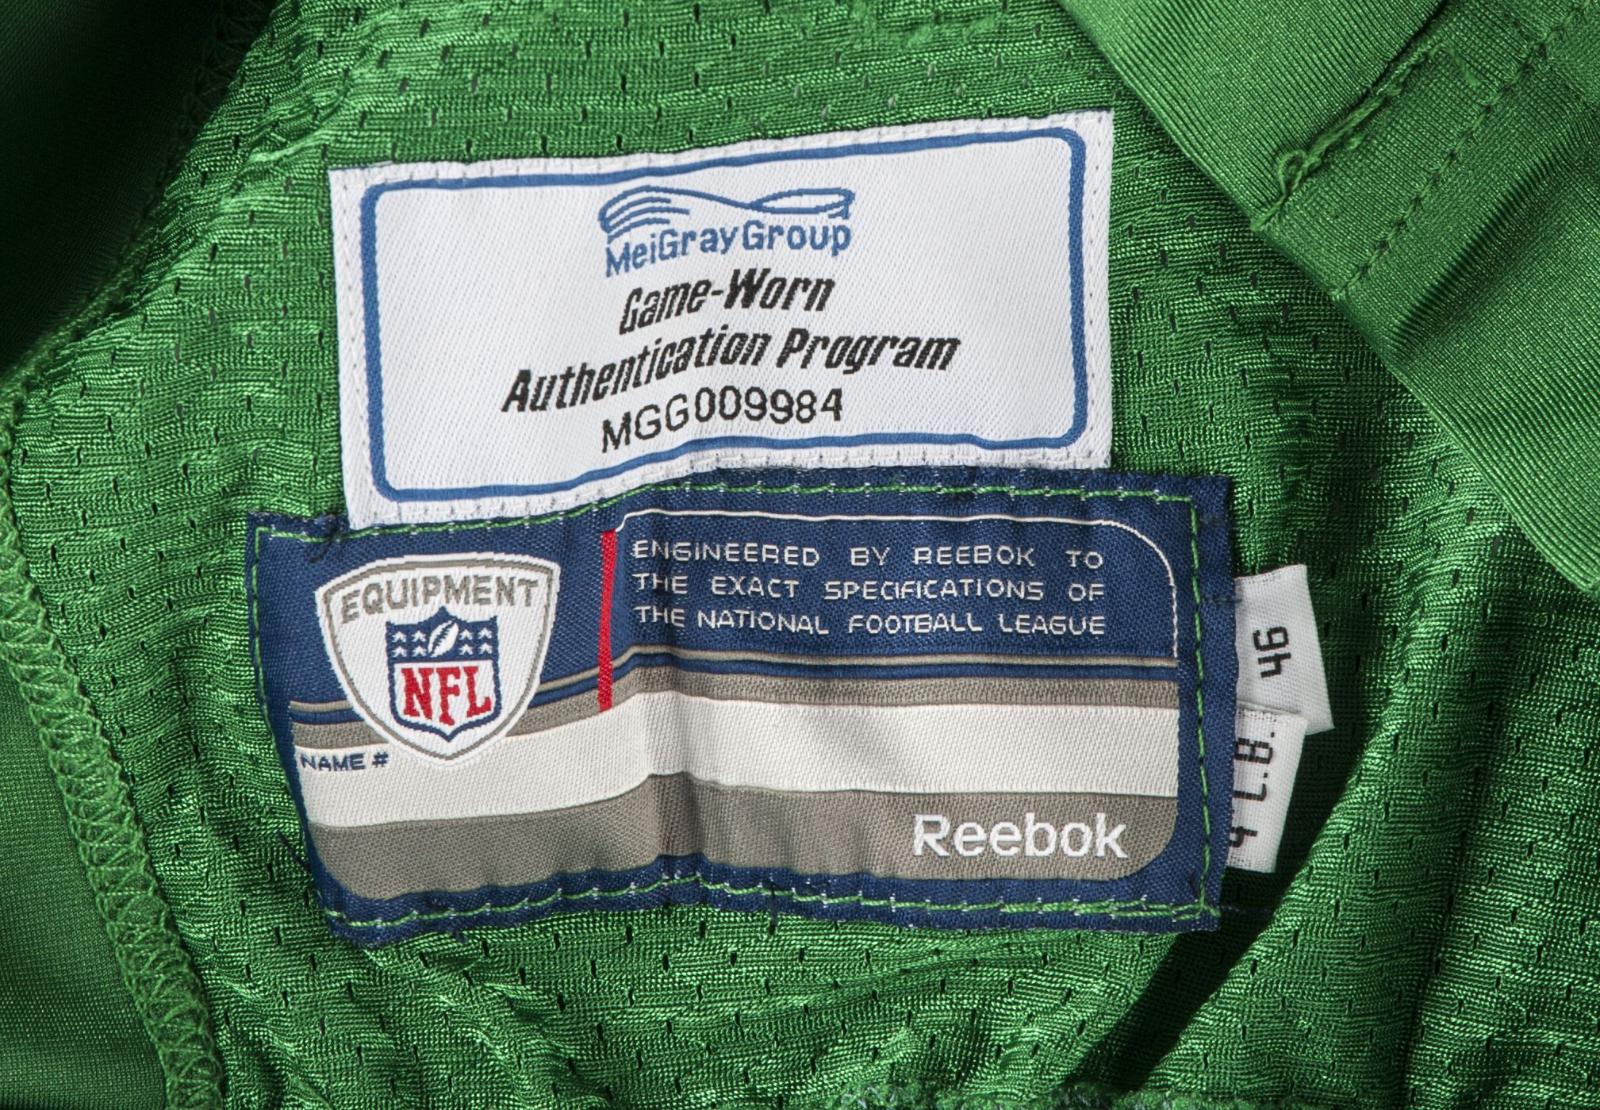 MeiGrayGroup
Game-Worn
Authentication Program
MGG009984
EQUIPMENT
NFL
ENGINEERED BY REEBOK TO
THE EXACT SPECIFICATIONS OF
THE NATIONAL FOOTBALL LEAGUE
NAME #
Reebok
46
4 L.B.